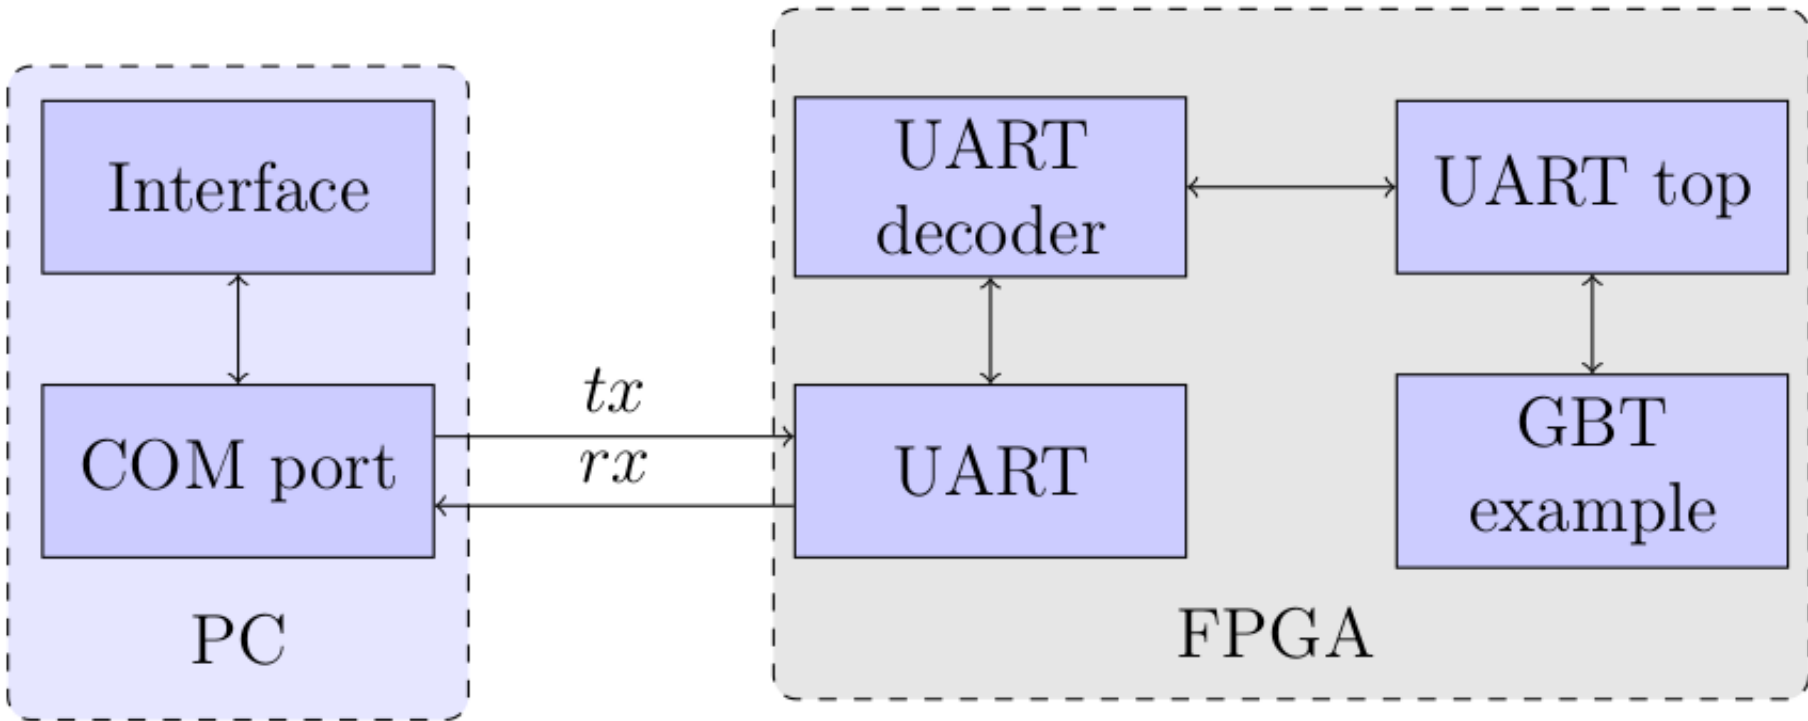 Interface
COM port
PC
tx
rx
UART
decoder
UART top
UART
GBT
example
FPGA